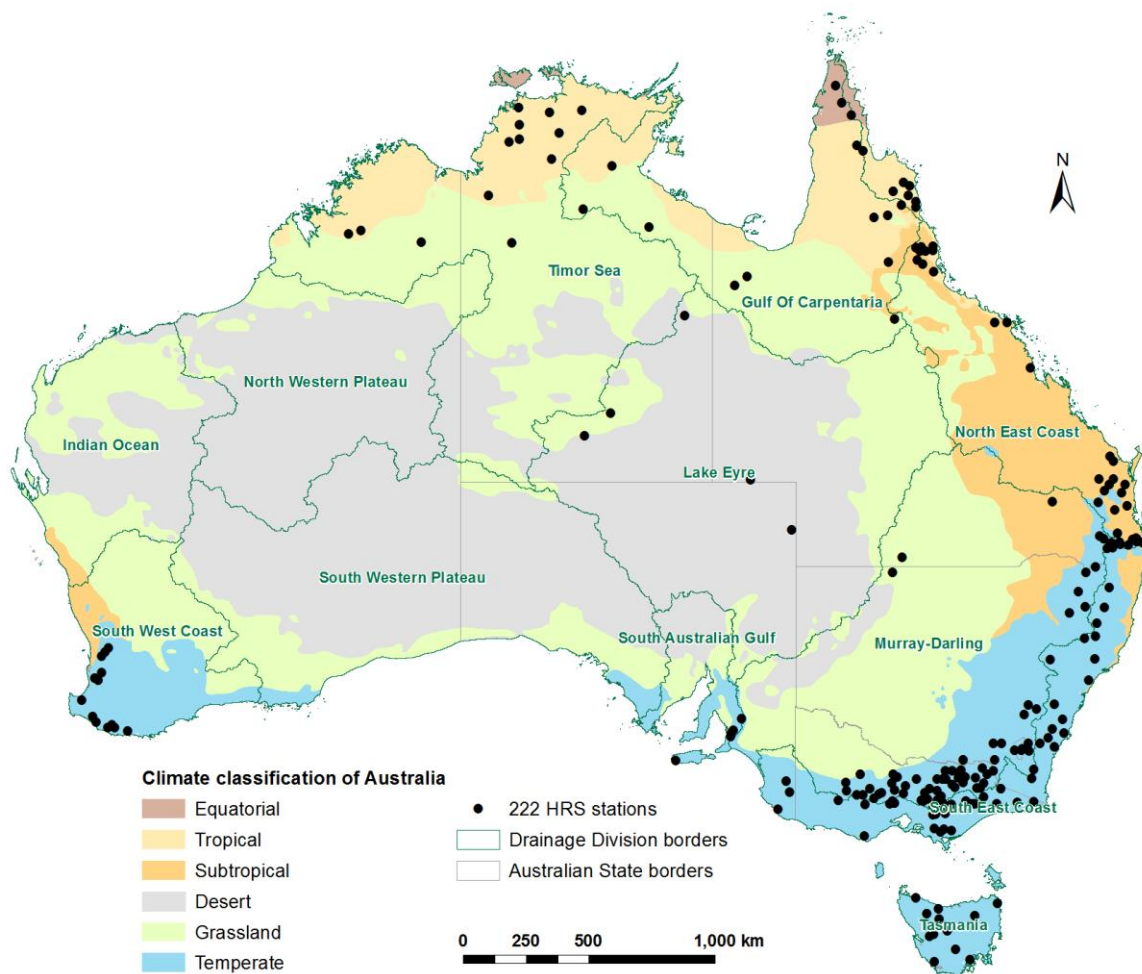 N
Timor Sea
Gulf Of Carpentaria
North Western Plateau
North East Coast
Indian Ocean
Lake Eyre
South Western Plateau
South West Coast
South Australian Gulf
Murray-Darling
South East Coast
Tasmania
Climate classification of Australia
Equatorial
Tropical
Subtropical
Desert
Grassland
Temperate
222 HRS stations
Drainage Division borders
Australian State borders
0 250 500 1,000 km